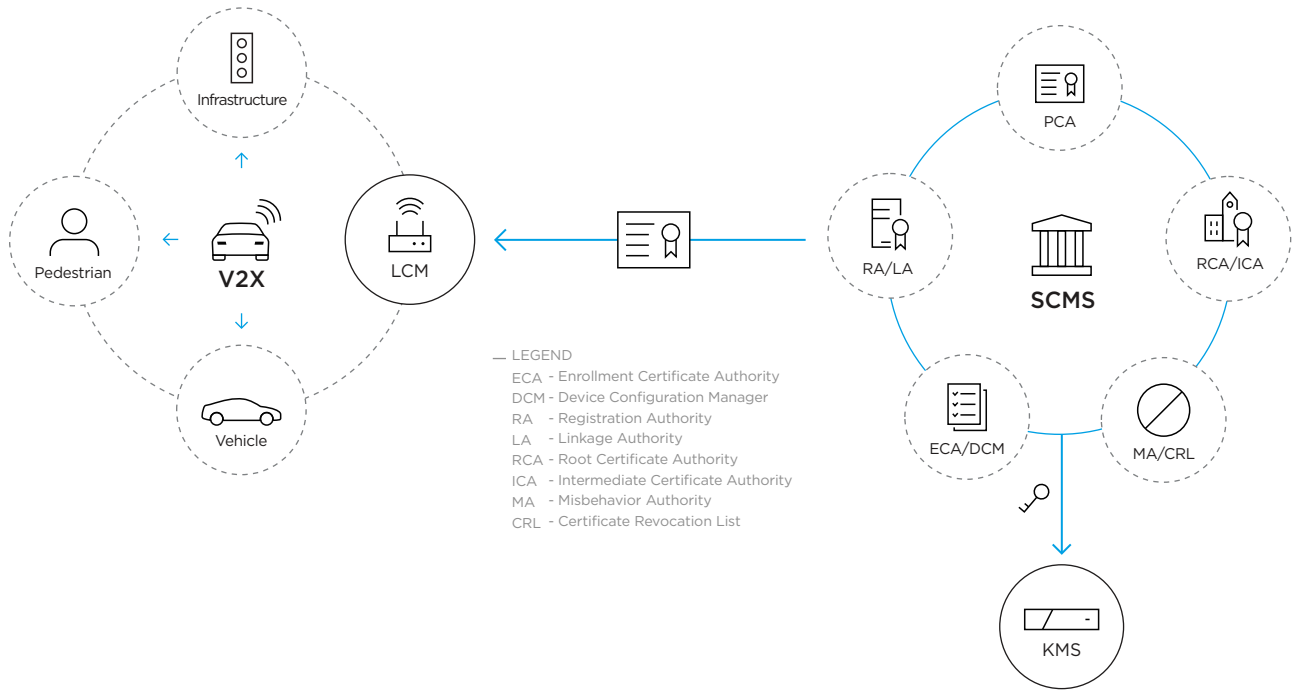 Infrastructure
Pedestrian
V2X
LCM
Vehicle
PCA
RA/LA
RCA/ICA
SCMS
ECA/DCM
MA/CRL
KMS
LEGEND
ECA - Enrollment Certificate Authority
DCM - Device Configuration Manager
RA - Registration Authority
LA - Linkage Authority
RCA - Root Certificate Authority
ICA - Intermediate Certificate Authority
MA - Misbehavior Authority
CRL - Certificate Revocation List